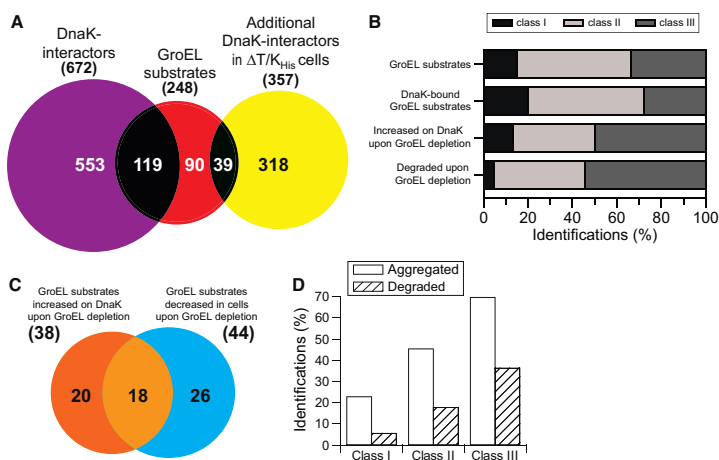 A
DnaK-
interactors
(672)
GroEL
substrates
(248)
Additional
DnaK-interactors
in ΔT/KHis cells
(357)
553
119
90
39
318
B
class I
class II
class III
GroEL substrates
DnaK-bound
GroEL substrates
Increased on DnaK
upon GroEL depletion
Degraded upon
GroEL depletion
0 20 40 60 80 100
Identifications (%)
C
GroEL substrates
increased on DnaK
upon GroEL depletion
(38)
GroEL substrates
decreased in cells
upon GroEL depletion
(44)
20
18
26
D
Aggregated
Degraded
Identifications (%)
70
60
50
40
30
20
10
0
Class I Class II Class III